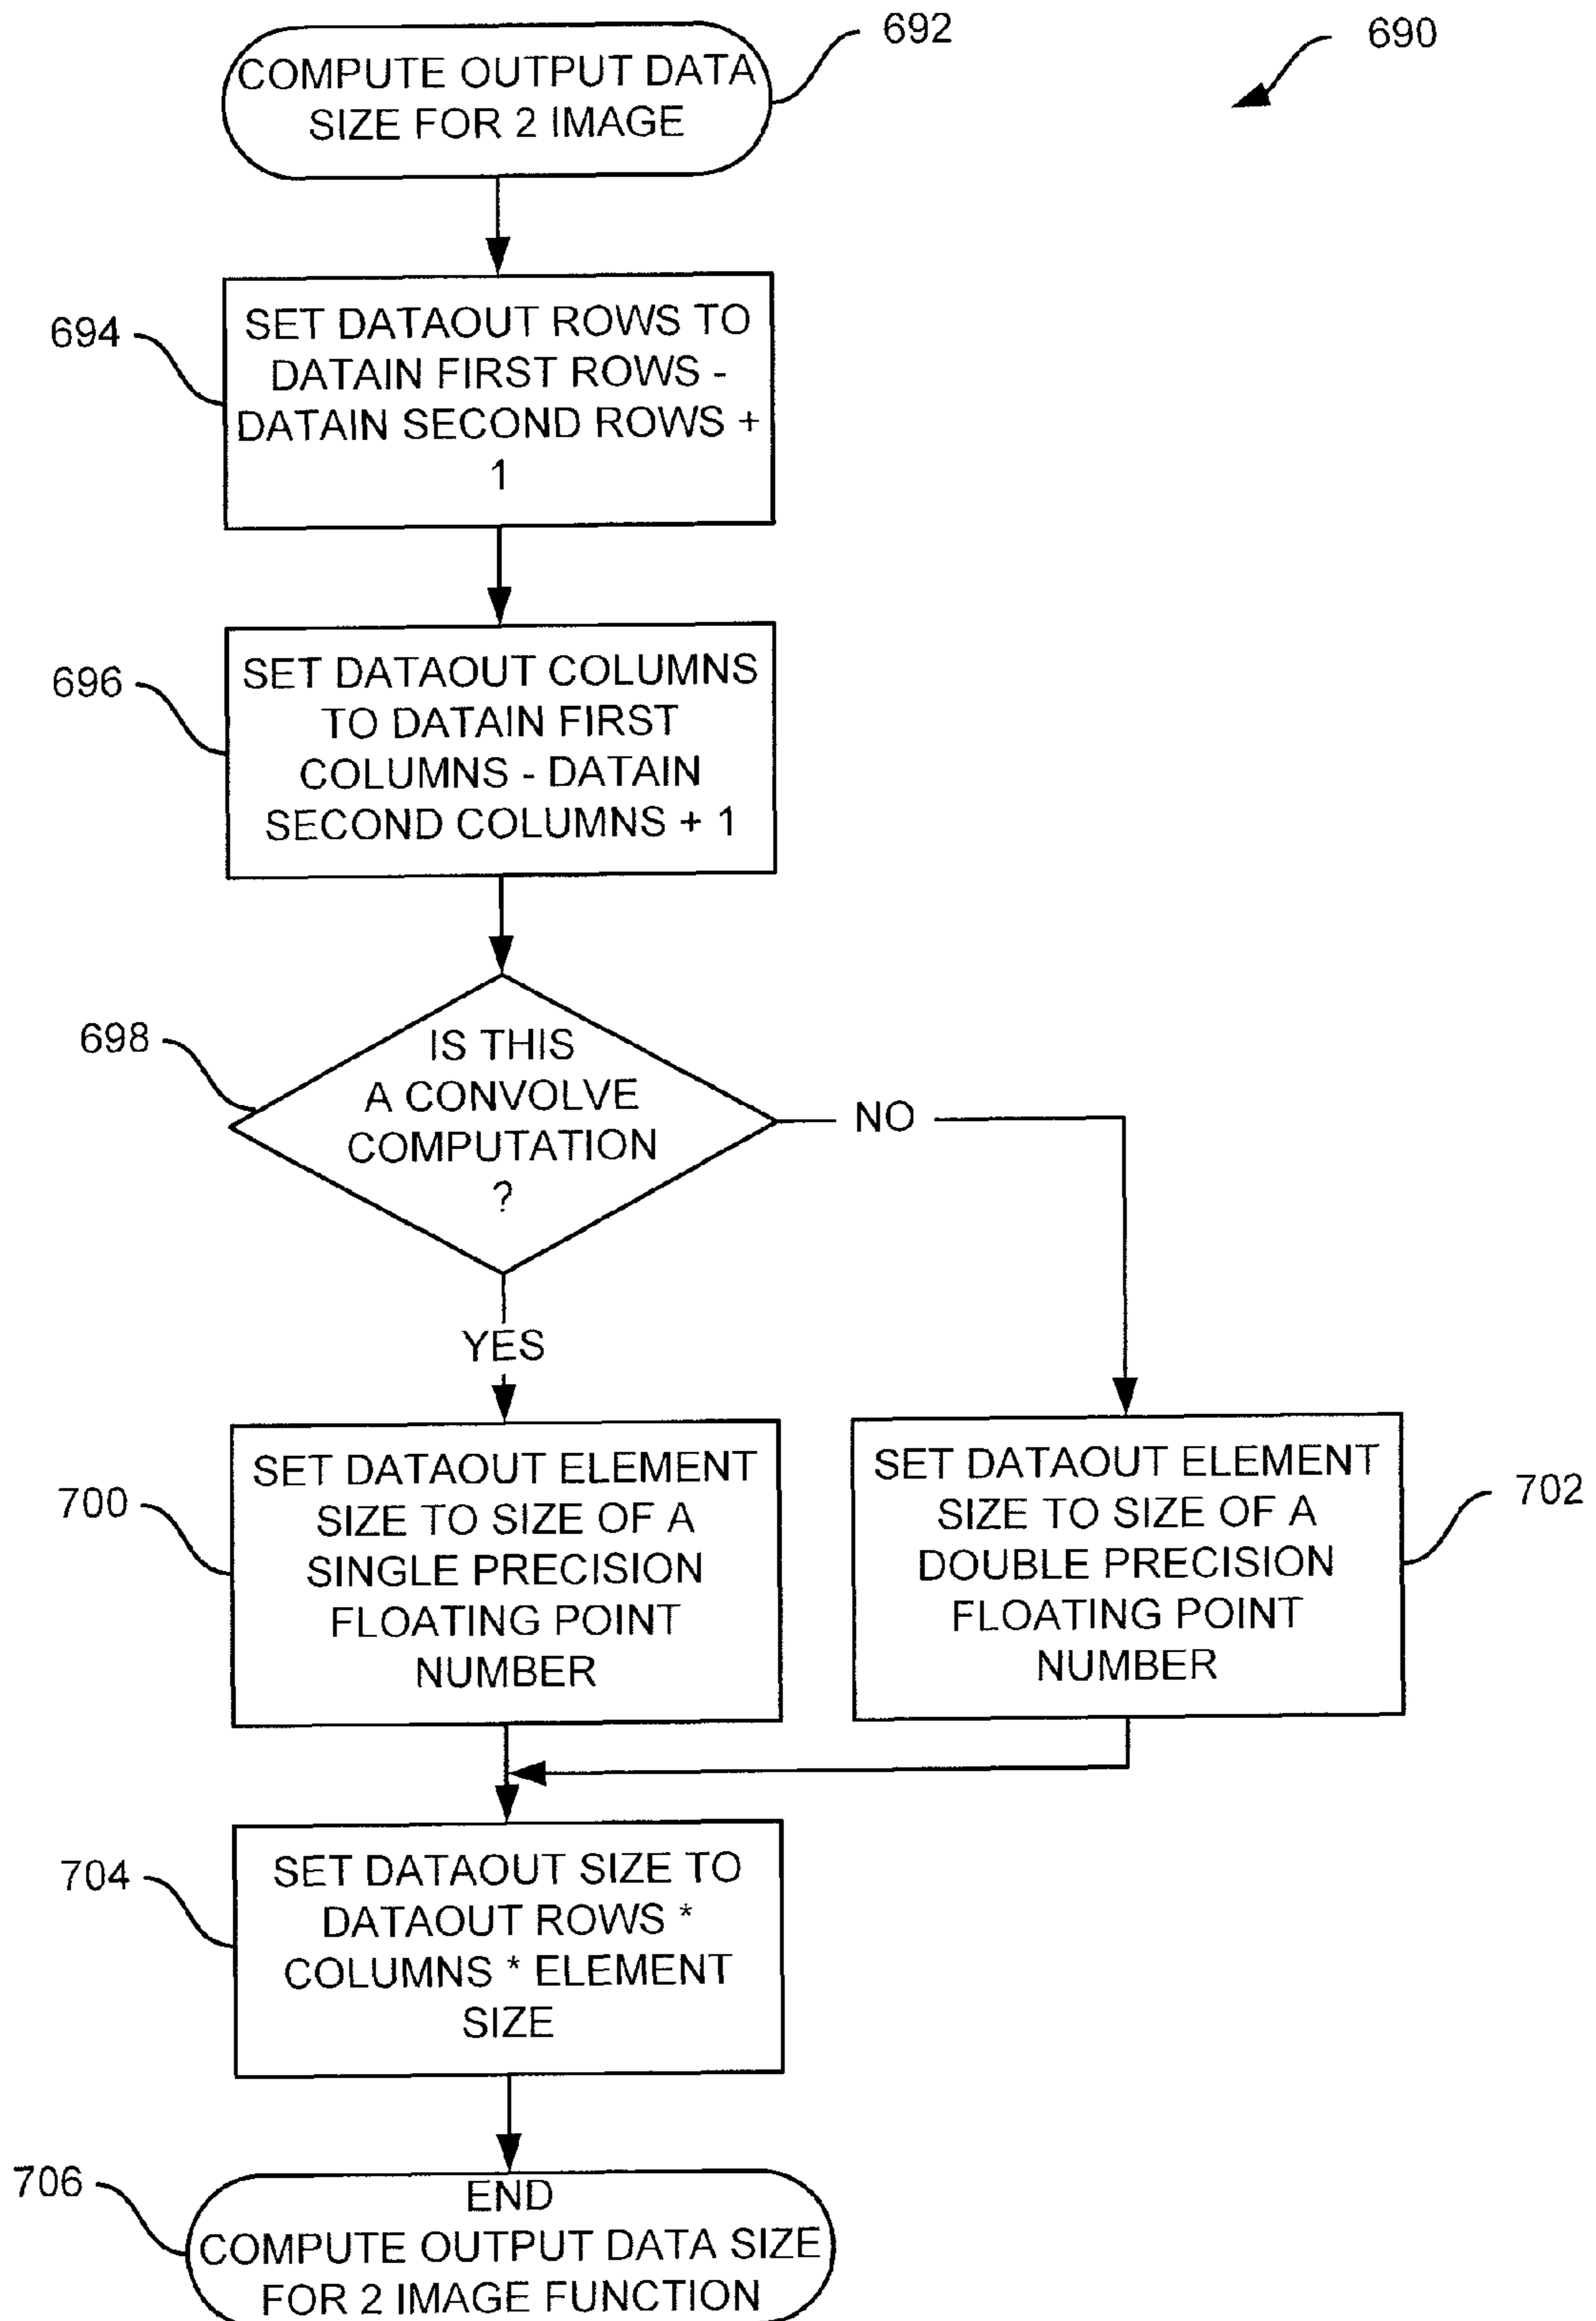 692
690
COMPUTE OUTPUT DATA
SIZE FOR 2 IMAGE
694
SET DATAOUT ROWS TO
DATAIN FIRST ROWS -
DATAIN SECOND ROWS +
1
696
SET DATAOUT COLUMNS
TO DATAIN FIRST
COLUMNS - DATAIN
SECOND COLUMNS + 1
698
IS THIS
A CONVOLVE
COMPUTATION
?
NO
YES
700
SET DATAOUT ELEMENT
SIZE TO SIZE OF A
SINGLE PRECISION
FLOATING POINT
NUMBER
SET DATAOUT ELEMENT
SIZE TO SIZE OF A
DOUBLE PRECISION
FLOATING POINT
NUMBER
702
704
SET DATAOUT SIZE TO
DATAOUT ROWS *
COLUMNS * ELEMENT
SIZE
706
END
COMPUTE OUTPUT DATA SIZE
FOR 2 IMAGE FUNCTION